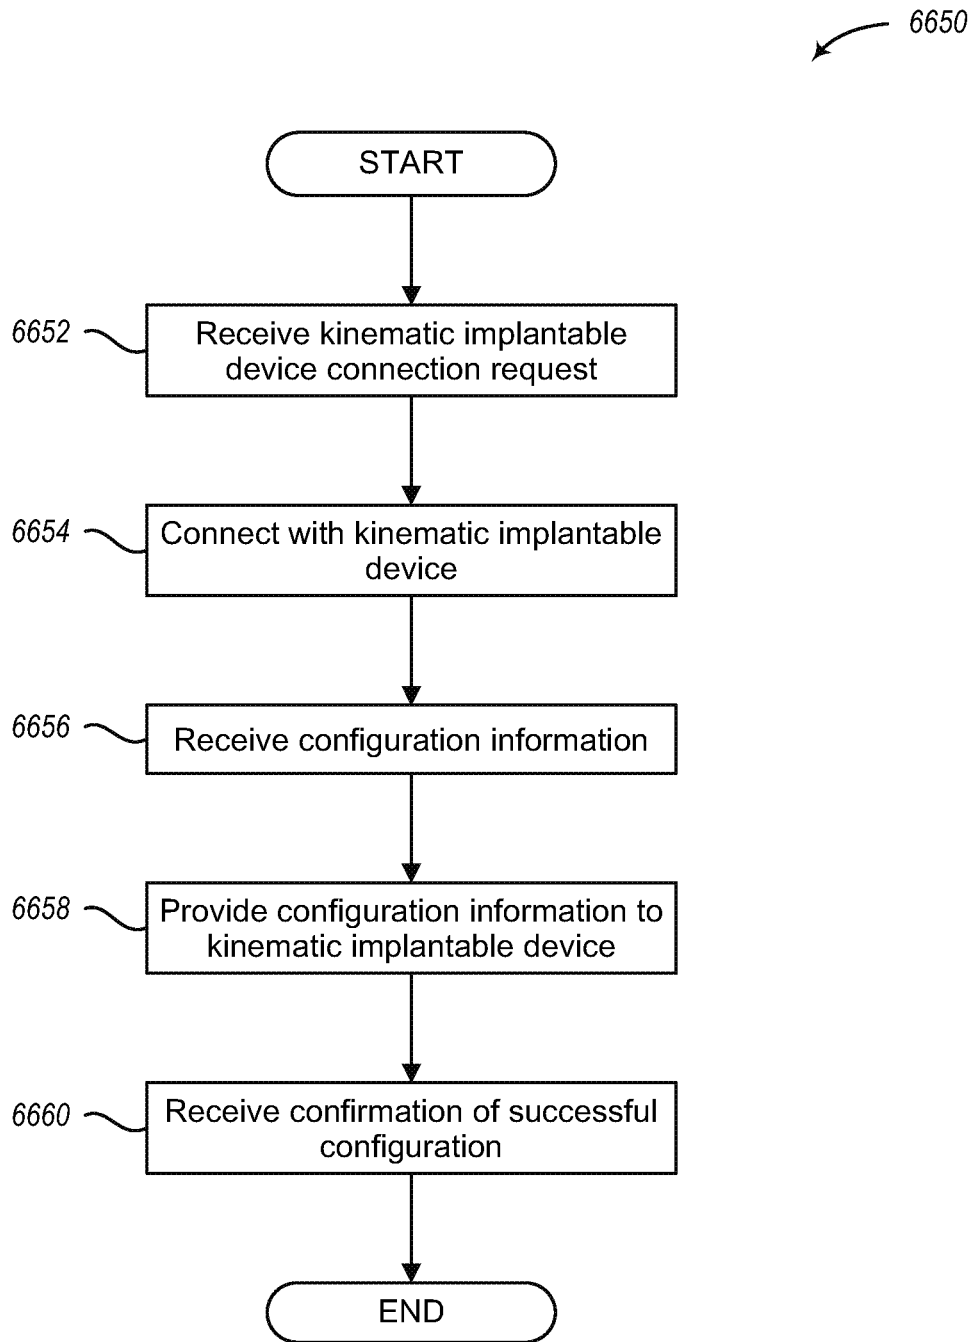 6650
START
6652
Receive kinematic implantable
device connection request
6654
Connect with kinematic implantable
device
6656
Receive configuration information
6658
Provide configuration information to
kinematic implantable device
6660
Receive confirmation of successful
configuration
END